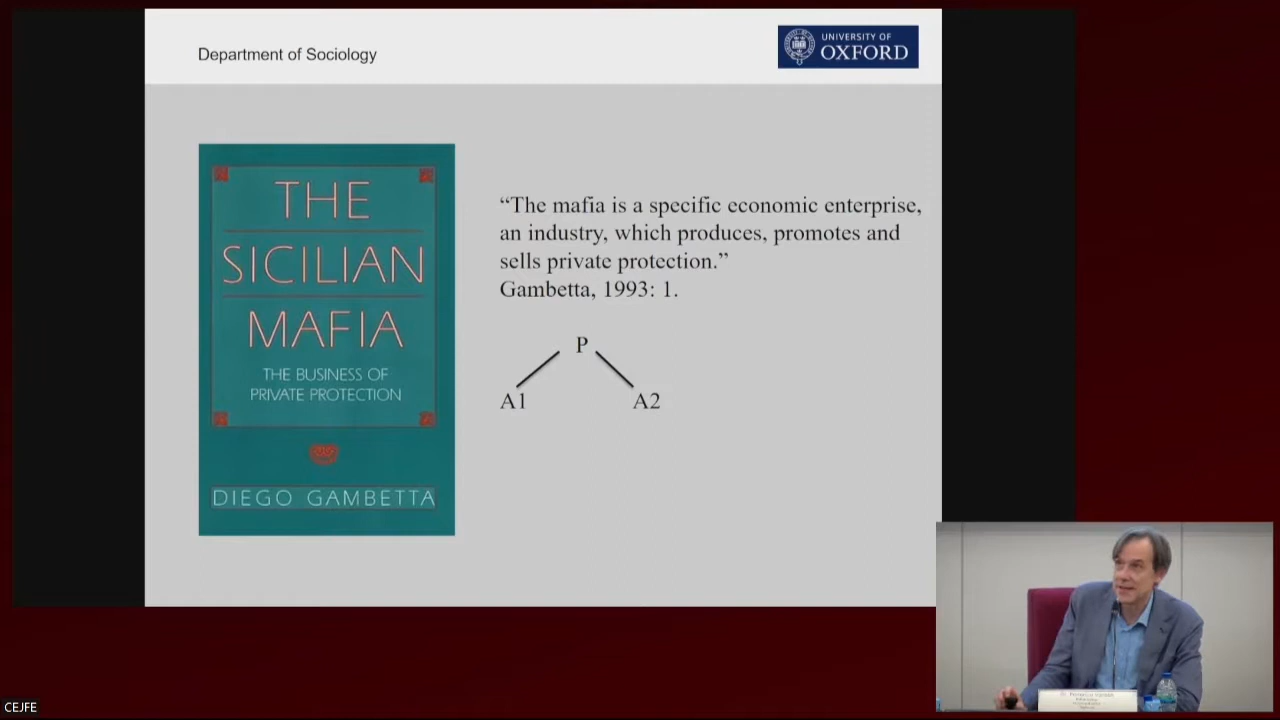 Department of Sociology
UNIVERSITY OF
OXFORD
THE
SICILIAN
MAFIA
THE BUSINESS OF
PRIVATE PROTECTION
DIEGO GAMBETTA
“The mafia is a specific economic enterprise,
an industry, which produces, promotes and
sells private protection.”
Gambetta, 1993: 1.
P
A1
A2
CEJFE